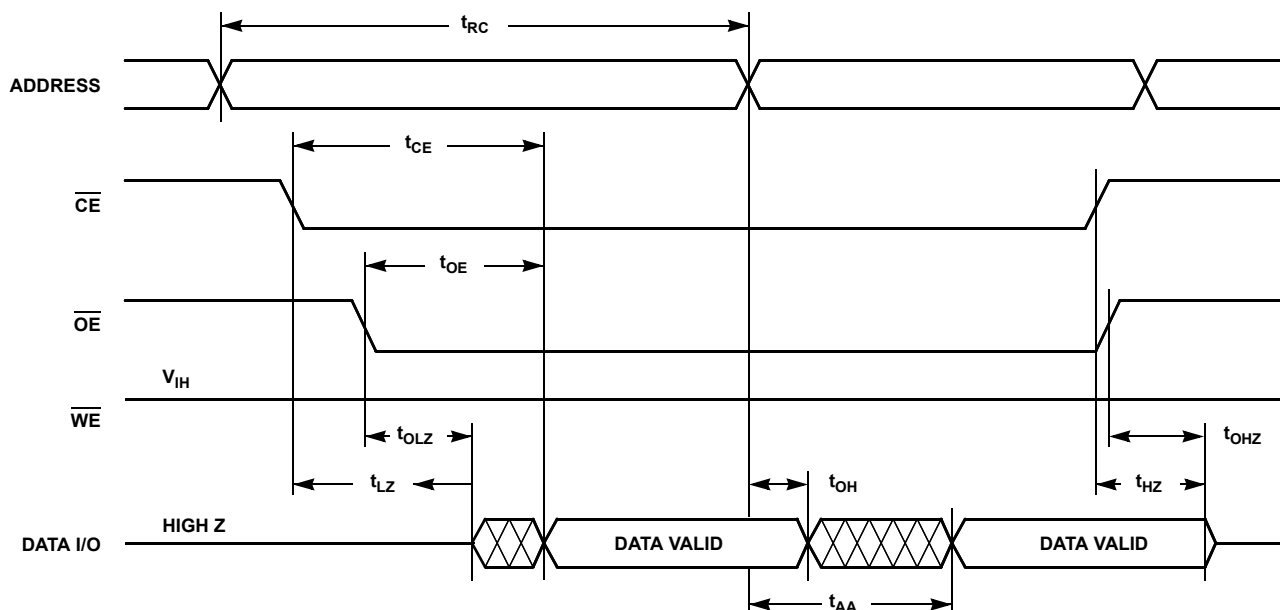 tRC
ADDRESS
tCE
CE
tOE
OE
VIH
WE
tOLZ
tOHZ
tLZ
tOH
tHZ
HIGH Z
DATA I/O
DATA VALID
DATA VALID
tAA